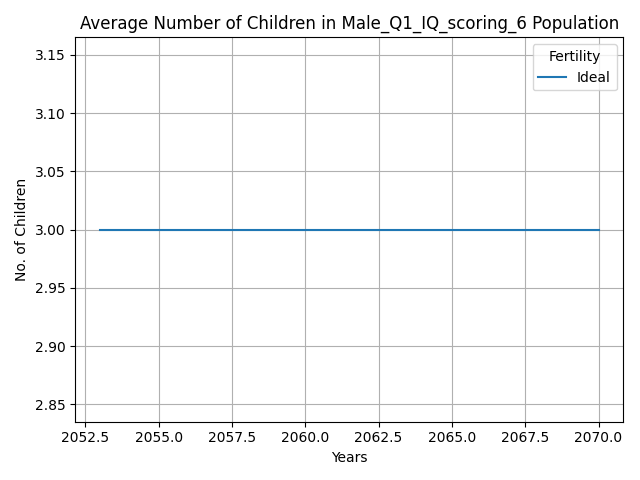 Average Number of Children in Male_Q1_IQ_scoring_6 Population
Fertility
Ideal
No. of Children
3.15
3.10
3.05
3.00
2.95
2.90
2.85
2052.5 2055.0 2057.5 2060.0 2062.5 2065.0 2067.5 2070.0
Years